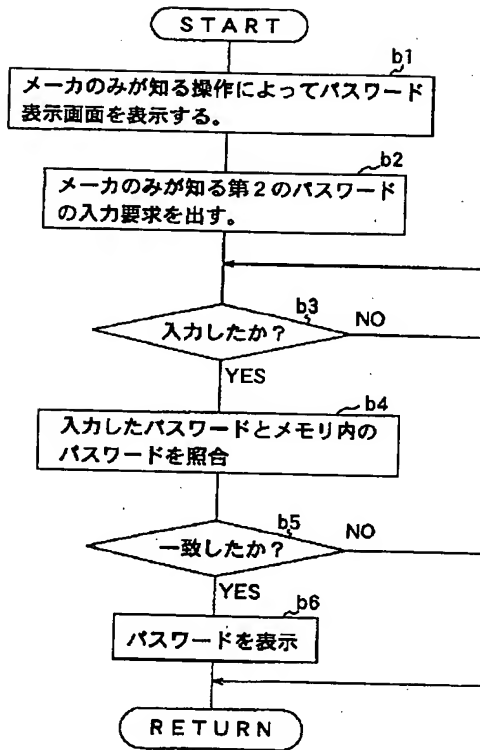 START
b1
メーカのみが知る操作によってパスワード
表示画面を表示する。
b2
メーカのみが知る第２のパスワード
の入力要求を出す。
b3
入力したか？
NO
YES
b4
入力したパスワードとメモリ内の
パスワードを照合
b5
一致したか？
NO
YES
b6
パスワードを表示
RETURN